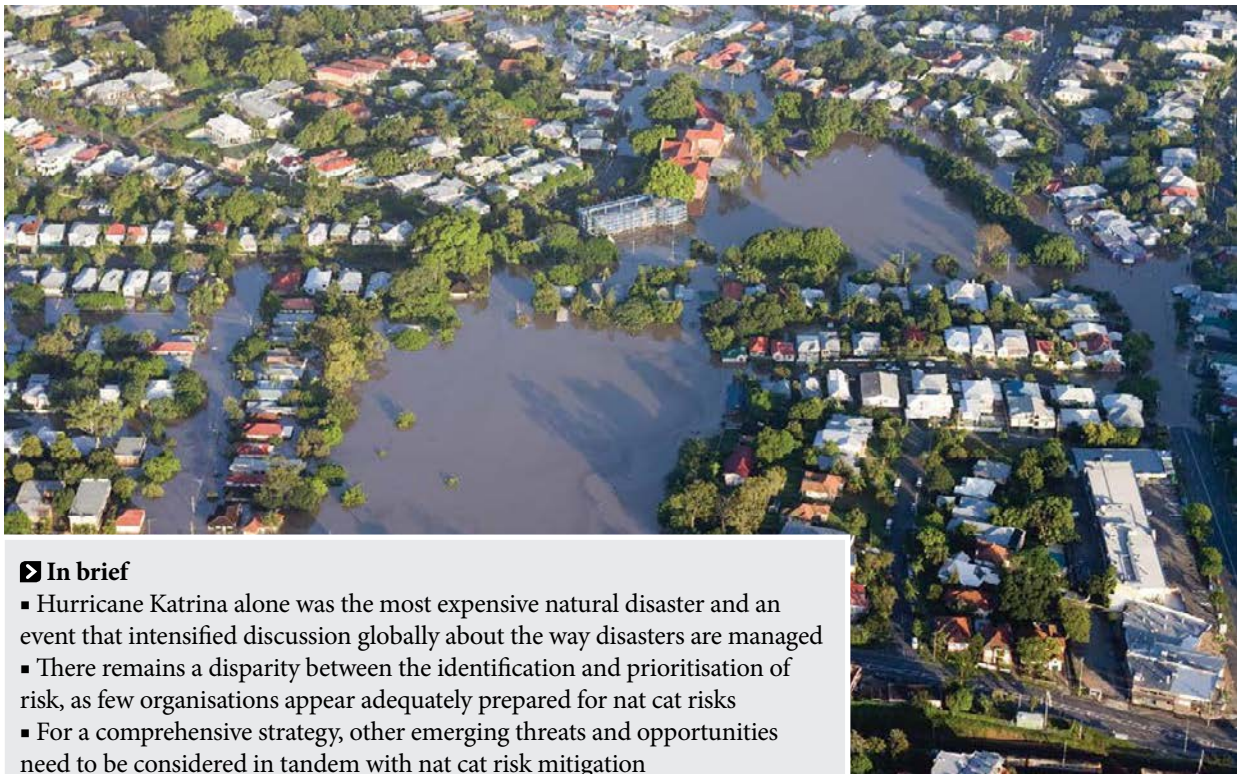 In brief
▪ Hurricane Katrina alone was the most expensive natural disaster and an
event that intensified discussion globally about the way disasters are managed
▪ There remains a disparity between the identification and prioritisation of
risk, as few organisations appear adequately prepared for nat cat risks
▪ For a comprehensive strategy, other emerging threats and opportunities
need to be considered in tandem with nat cat risk mitigation